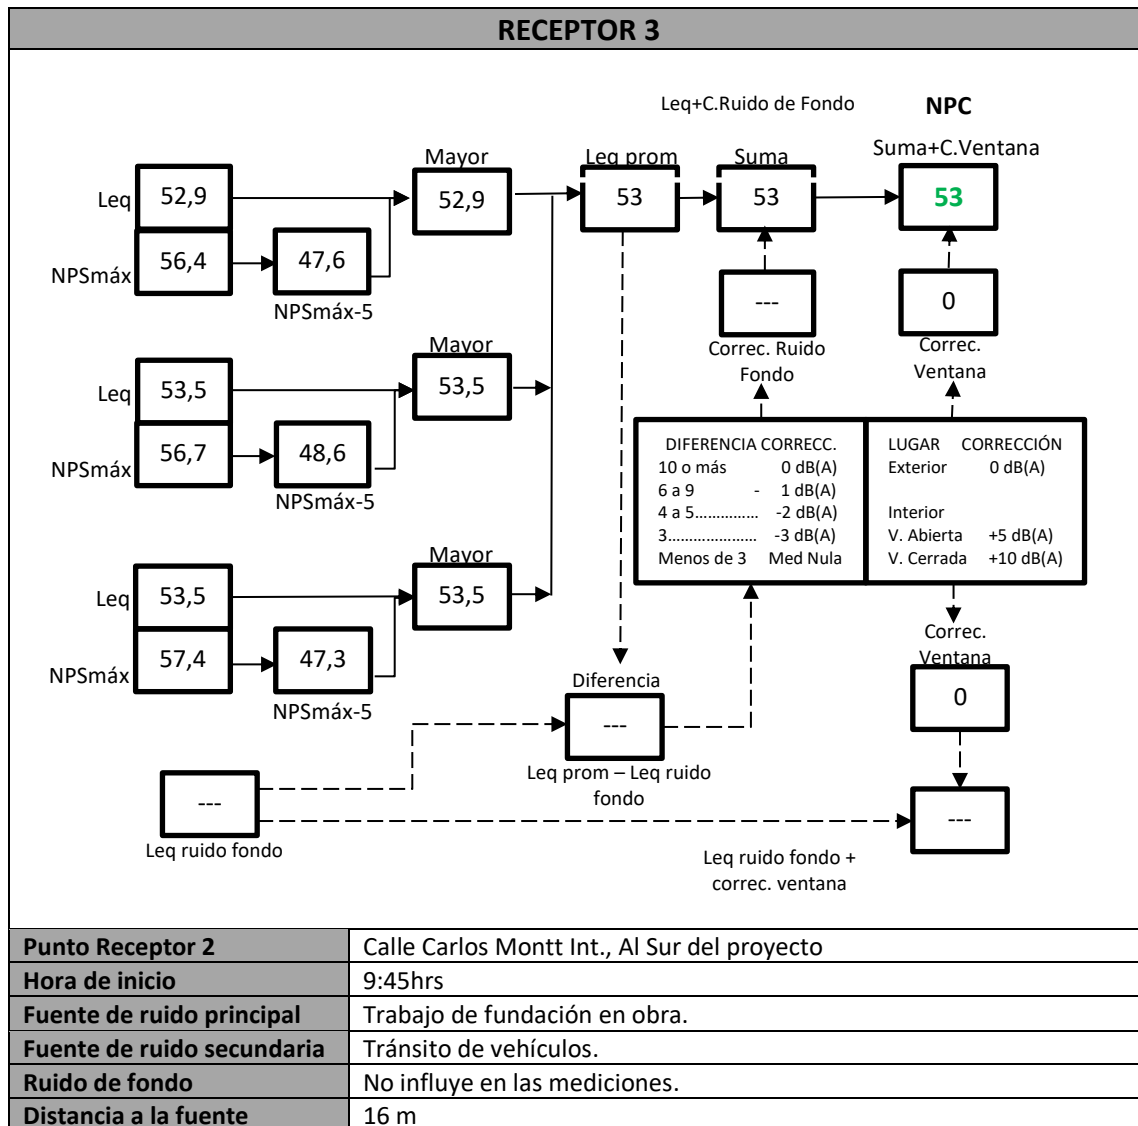 RECEPTOR 3
Leq+C.Ruido de Fondo
NPC
Mayor
Leq prom
Suma
Suma+C.Ventana
Leq
52,9
52,9
53
53
53
NPSmáx
56,4
47,6
NPSmáx-5
---
0
Correc. Ruido
Fondo
Correc.
Ventana
Mayor
Leq
53,5
53,5
NPSmáx
56,7
48,6
NPSmáx-5
DIFERENCIA CORRECC.
10 o más 0 dB(A)
6 a 9 - 1 dB(A)
4 a 5…………… -2 dB(A)
3………………… -3 dB(A)
Menos de 3 Med Nula
LUGAR CORRECCIÓN
Exterior 0 dB(A)
Interior
V. Abierta +5 dB(A)
V. Cerrada +10 dB(A)
Mayor
Leq
53,5
53,5
NPSmáx
57,4
47,3
NPSmáx-5
Correc.
Ventana
0
Diferencia
---
Leq prom – Leq ruido
fondo
---
Leq ruido fondo
---
Leq ruido fondo +
correc. ventana
Punto Receptor 2 Calle Carlos Montt Int., Al Sur del proyecto
Hora de inicio 9:45hrs
Fuente de ruido principal Trabajo de fundación en obra.
Fuente de ruido secundaria Tránsito de vehículos.
Ruido de fondo No influye en las mediciones.
Distancia a la fuente 16 m